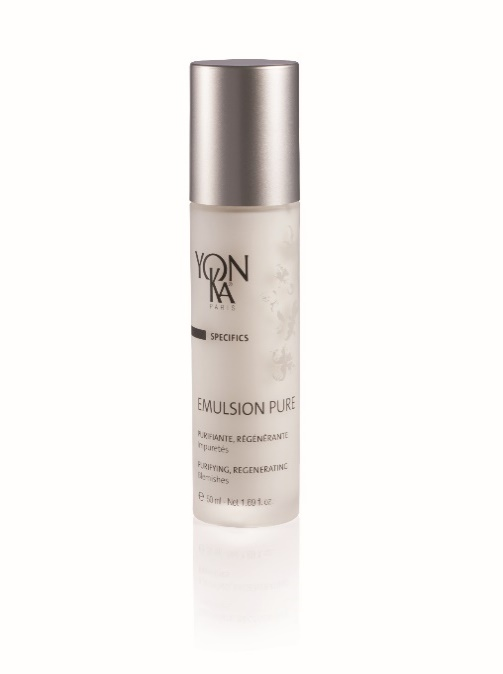 YON
KA®
PARIS
SPECIFICS
EMULSION PURE
PURIFIANTE, RÉGÉNÉRANTE
Impuretés
PURIFYING, REGENERATING
Blemishes
℮ 50 ml - Net 1.69 fl.oz.